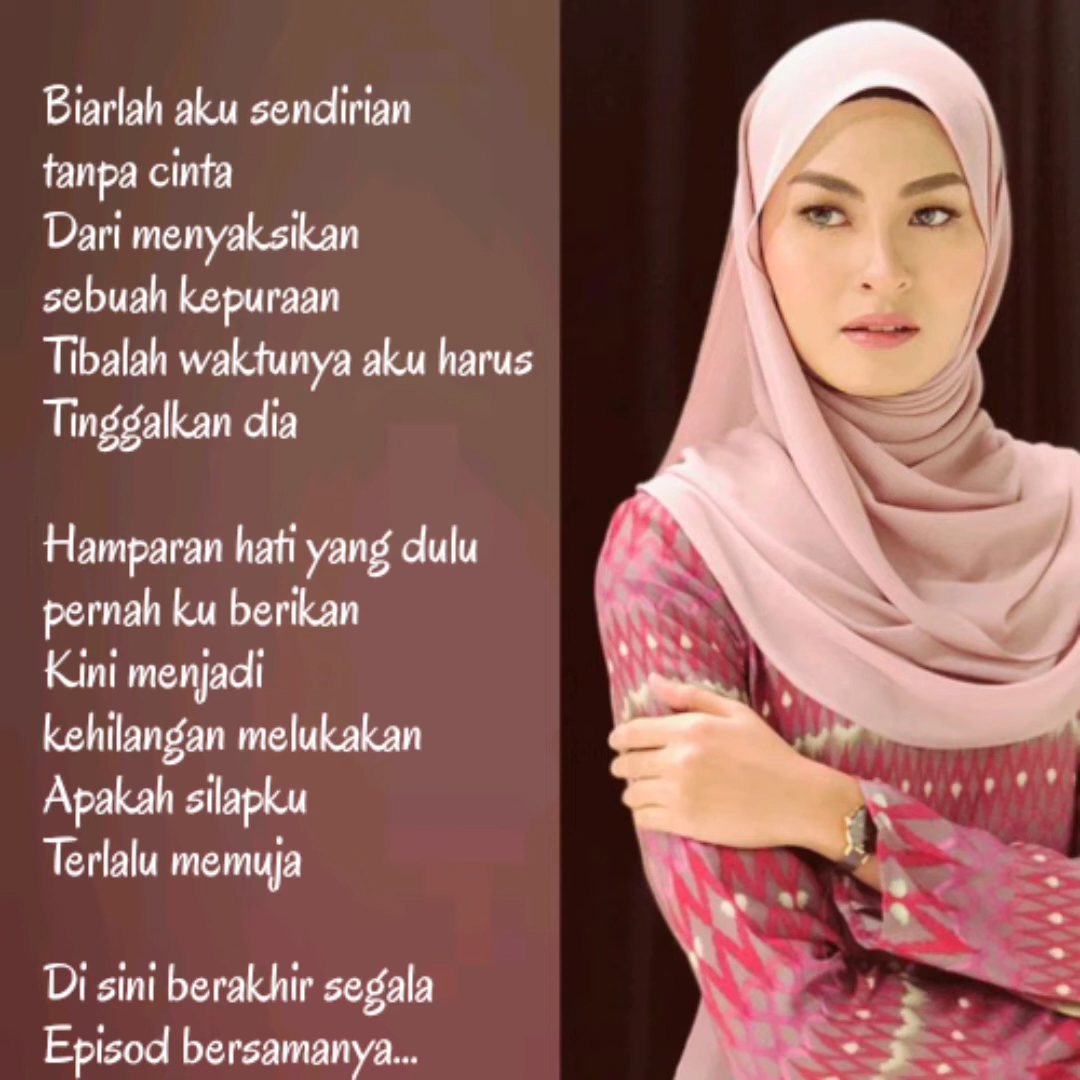 Biarlah aku sendirian
tanpa cinta
Dari menyaksikan
sebuah kepuraan
Tibalah waktunya aku harus
Tinggalkan dia
Hamparan hati yang dulu
pernah ku berikan
Kini menjadi
kehilangan melukakan
Apakah silapku
Terlalu memuja
Di sini berakhir segala
Episod bersamanya...